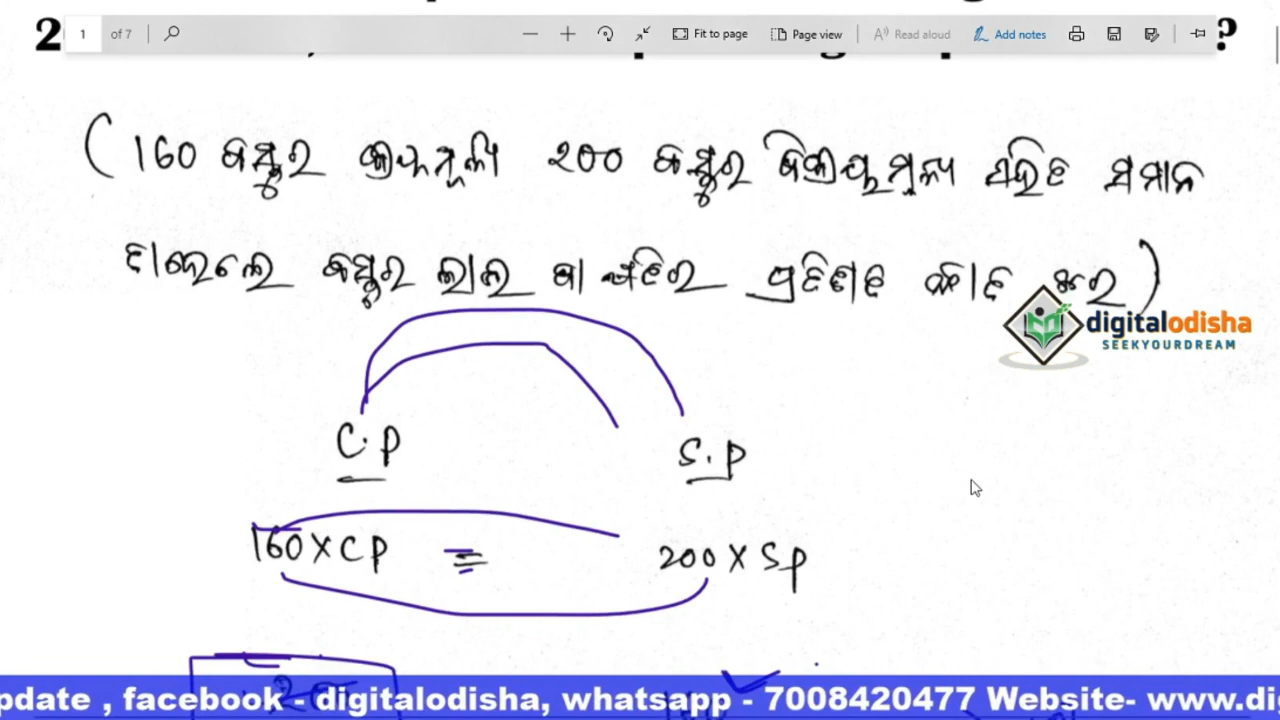 2
1 of 7 Fit to page Page view Read aloud Add notes
?
(160 ବସ୍ତୁର କ୍ରୟମୂଲ୍ୟ 200 ବସ୍ତୁର ବିକ୍ରୟମୂଲ୍ୟ ସହିତ ସମାନ
ହୋଇଲେ ବସ୍ତୁର ଲାଭ ବା କ୍ଷତିର ପ୍ରତିଶତ ସ୍ଥିର କର)
digitalodisha
SEEKYOURDREAM
C.P S.P
160 X CP = 200 X SP
pdate , facebook - digitalodisha, whatsapp - 7008420477 Website- www.di